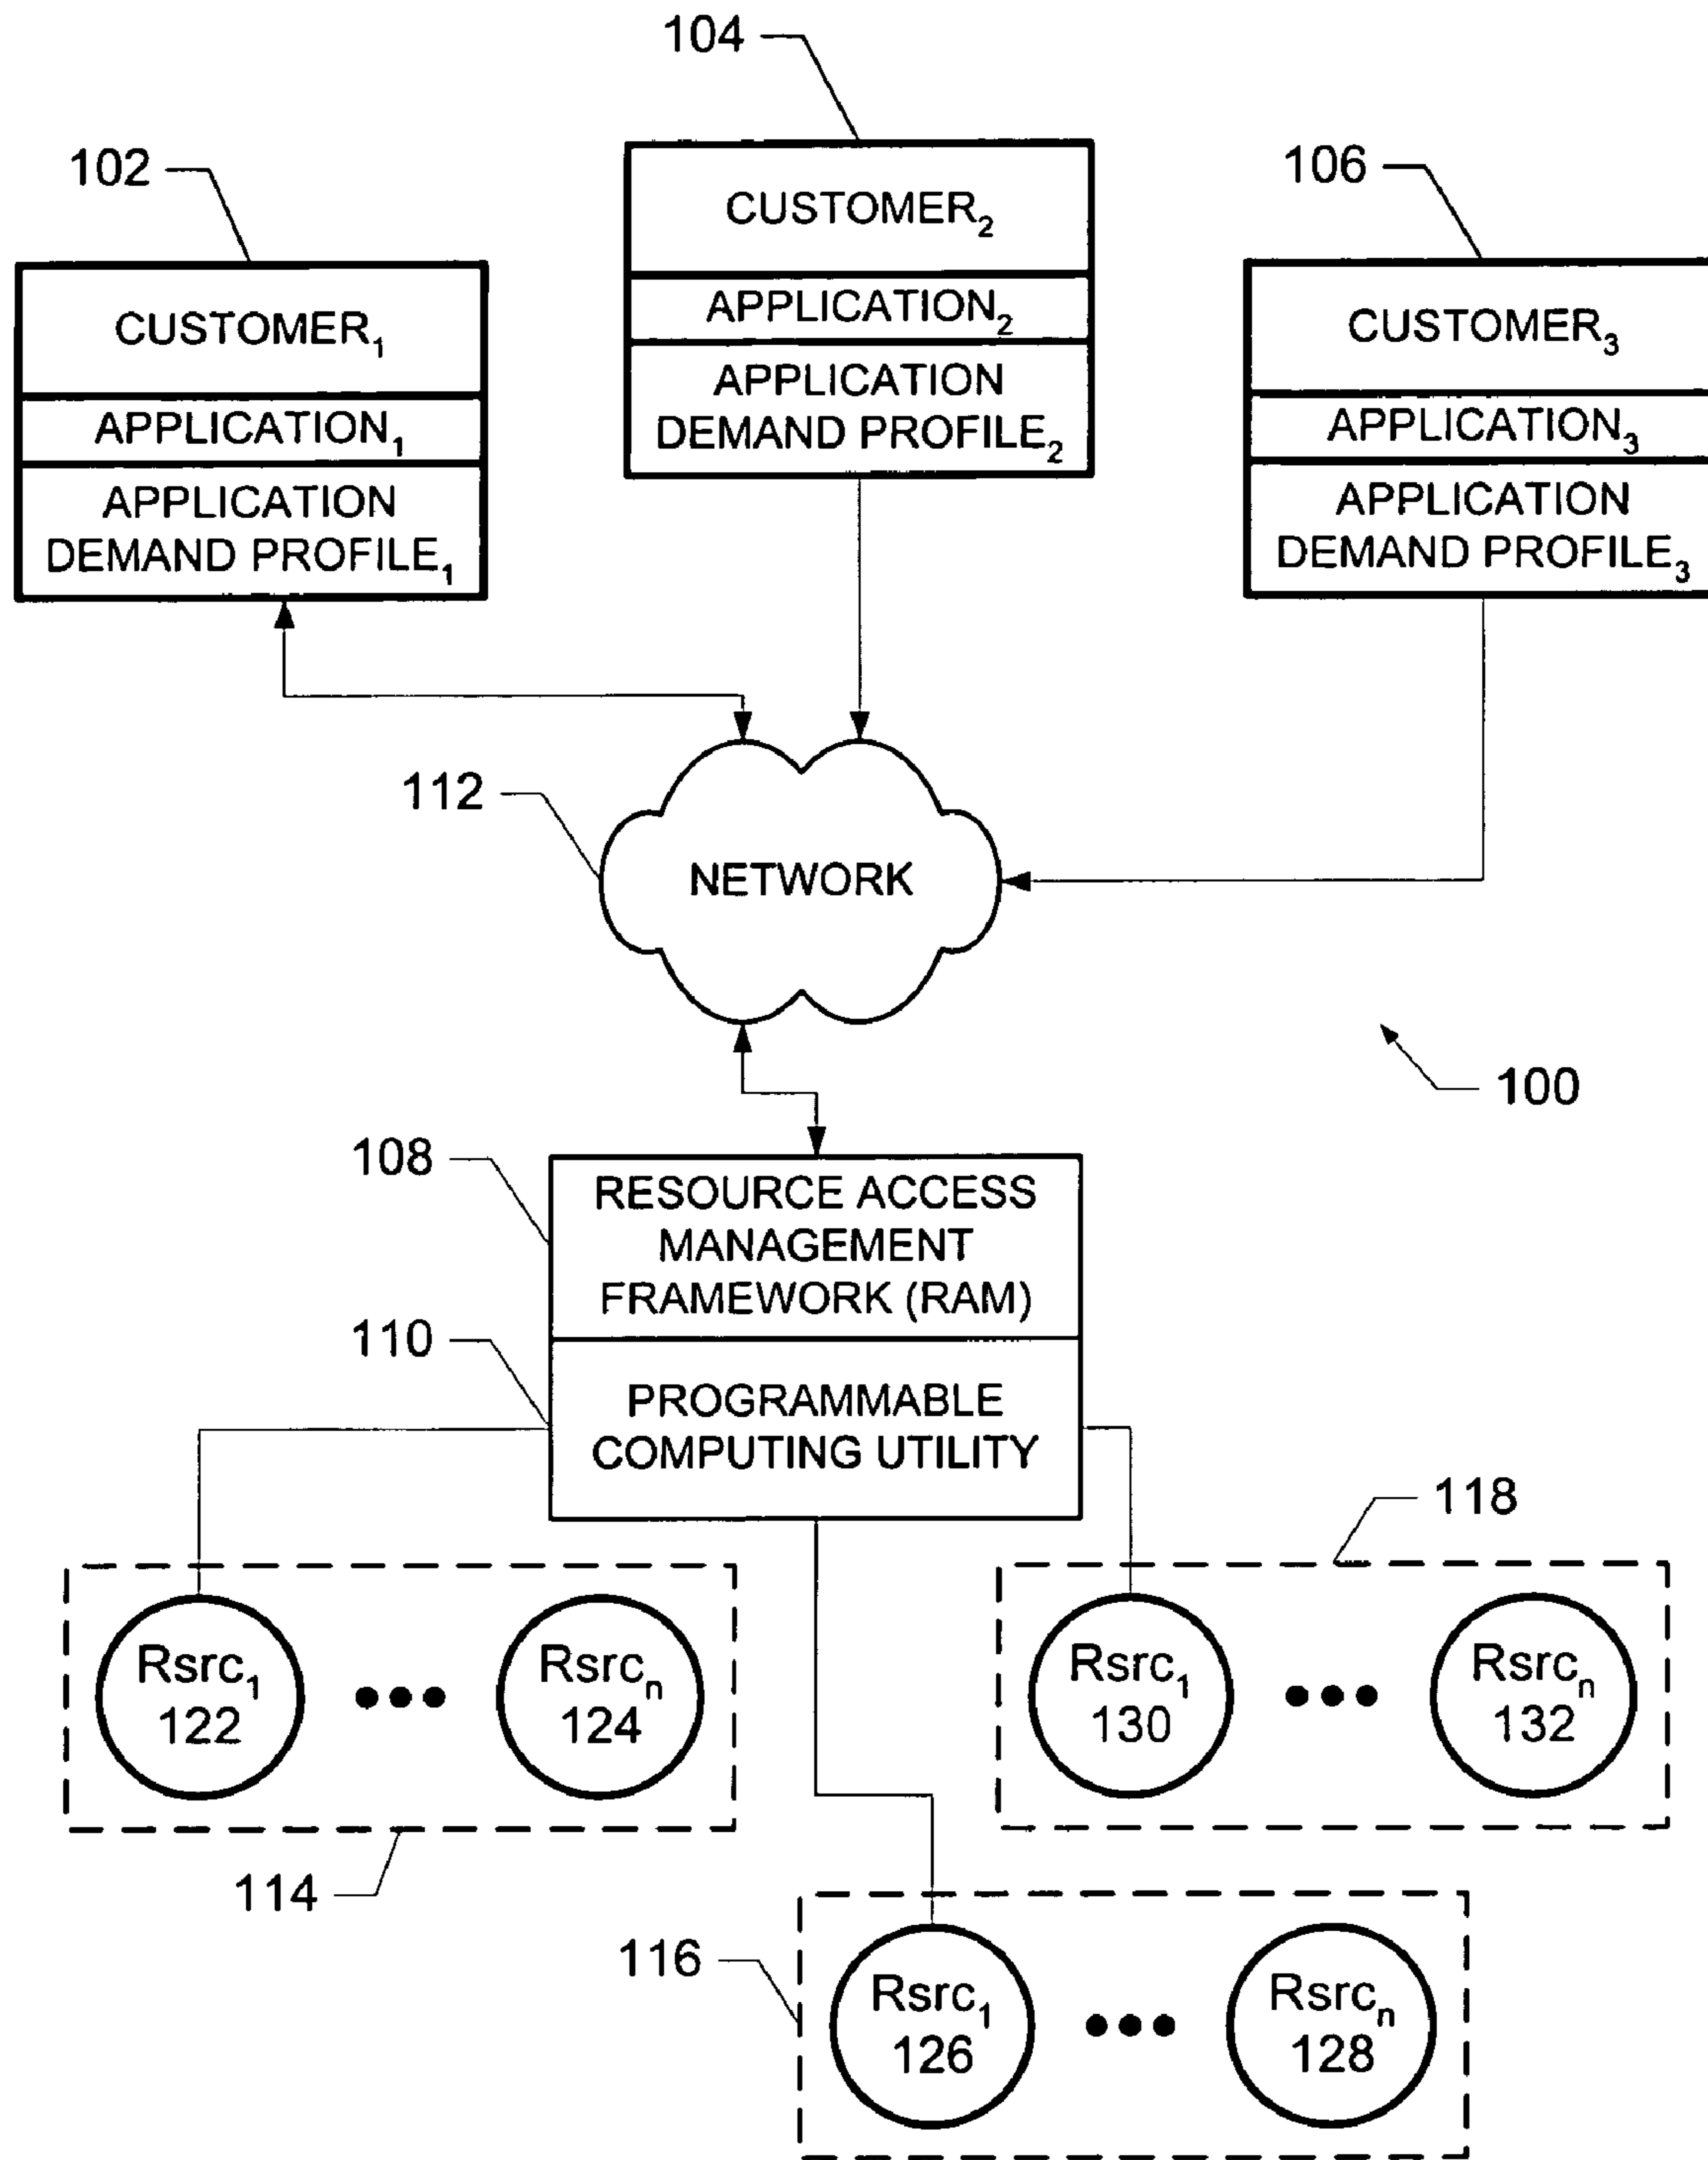 104
102
106
CUSTOMER₂
APPLICATION₂
APPLICATION
DEMAND PROFILE₂
CUSTOMER₁
APPLICATION₁
APPLICATION
DEMAND PROFILE₁
CUSTOMER₃
APPLICATION₃
APPLICATION
DEMAND PROFILE₃
112
NETWORK
100
108
RESOURCE ACCESS
MANAGEMENT
FRAMEWORK (RAM)
110
PROGRAMMABLE
COMPUTING UTILITY
118
Rsrc₁
122
Rsrcₙ
124
Rsrc₁
130
Rsrcₙ
132
114
116
Rsrc₁
126
Rsrcₙ
128